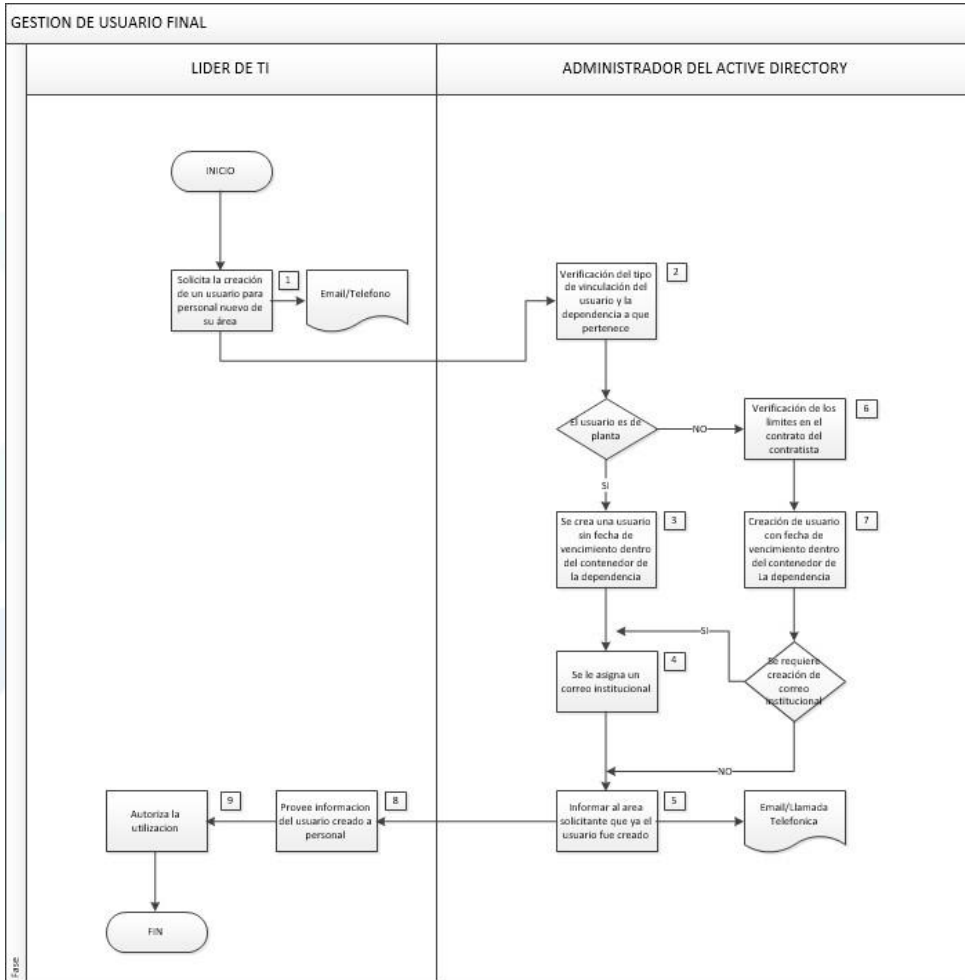 GESTION DE USUARIO FINAL
LIDER DE TI
ADMINISTRADOR DEL ACTIVE DIRECTORY
INICIO
Solicita la creación
de un usuario para
personal nuevo de
su área
1
Email/Telefono
Verificación del tipo
de vinculación del
usuario y la
dependencia a que
pertenece
2
El usuario es de
planta
NO
Verificación de los
limites en el
contrato del
contratista
6
SI
Se crea una usuario
sin fecha de
vencimiento dentro
del contenedor de
la dependencia
3
Creación de usuario
con fecha de
vencimiento dentro
del contenedor de
La dependencia
7
SI
Se le asigna un
correo institucional
4
Se requiere
creación de
correo
institucional
NO
Autoriza la
utilizacion
9
Provee informacion
del usuario creado a
personal
8
Informar al area
solicitante que ya el
usuario fue creado
5
Email/Llamada
Telefonica
FIN
Fase